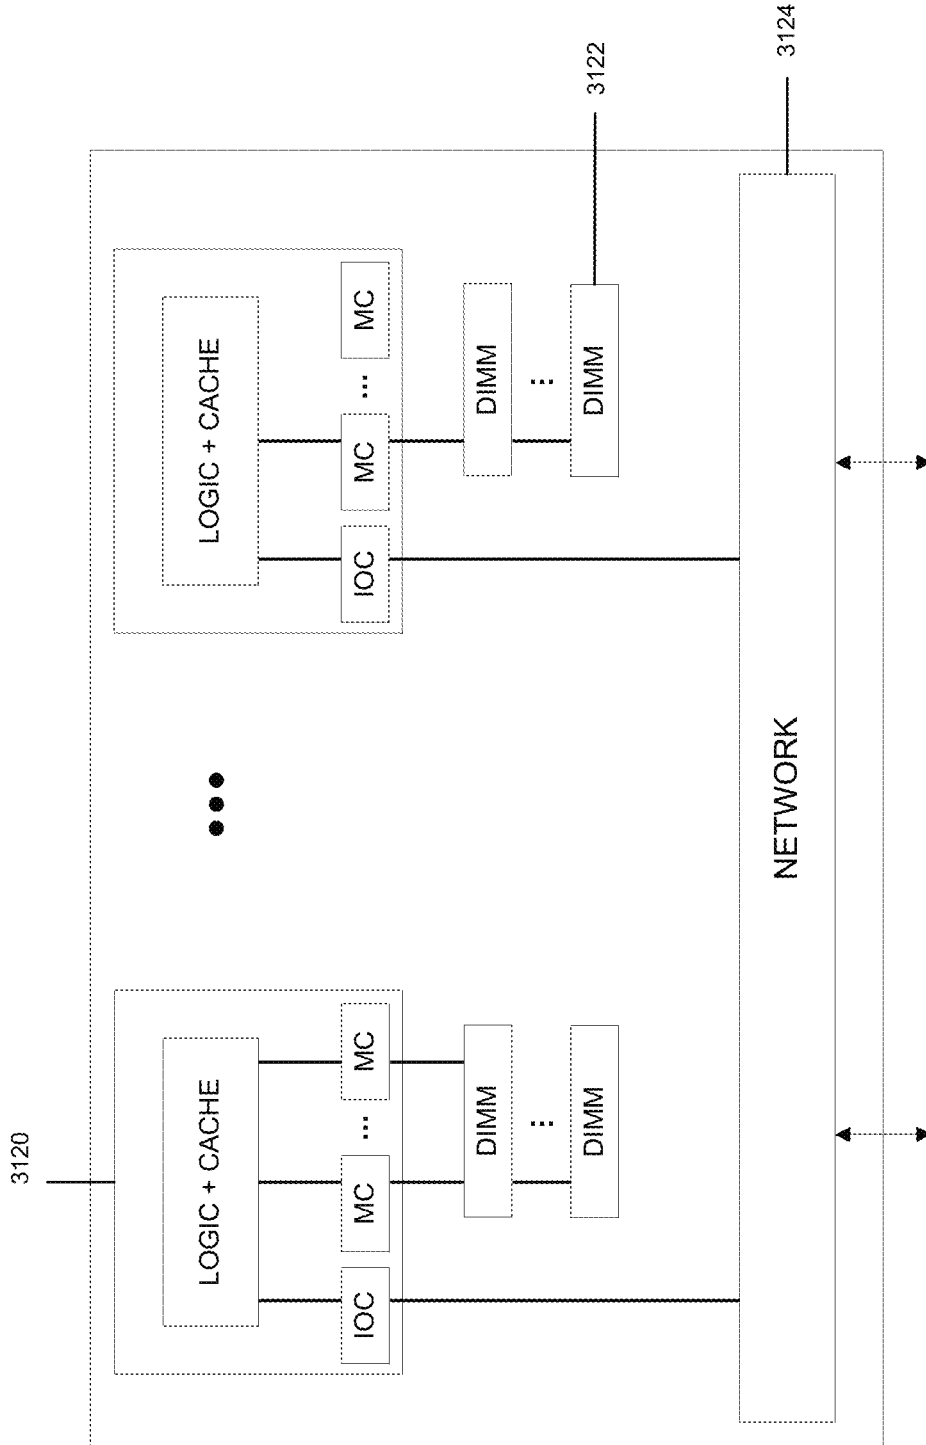 3120
LOGIC + CACHE
LOGIC + CACHE
IOC MC ... MC
IOC MC ... MC
DIMM
DIMM
...
...
DIMM
DIMM
3122
NETWORK
3124